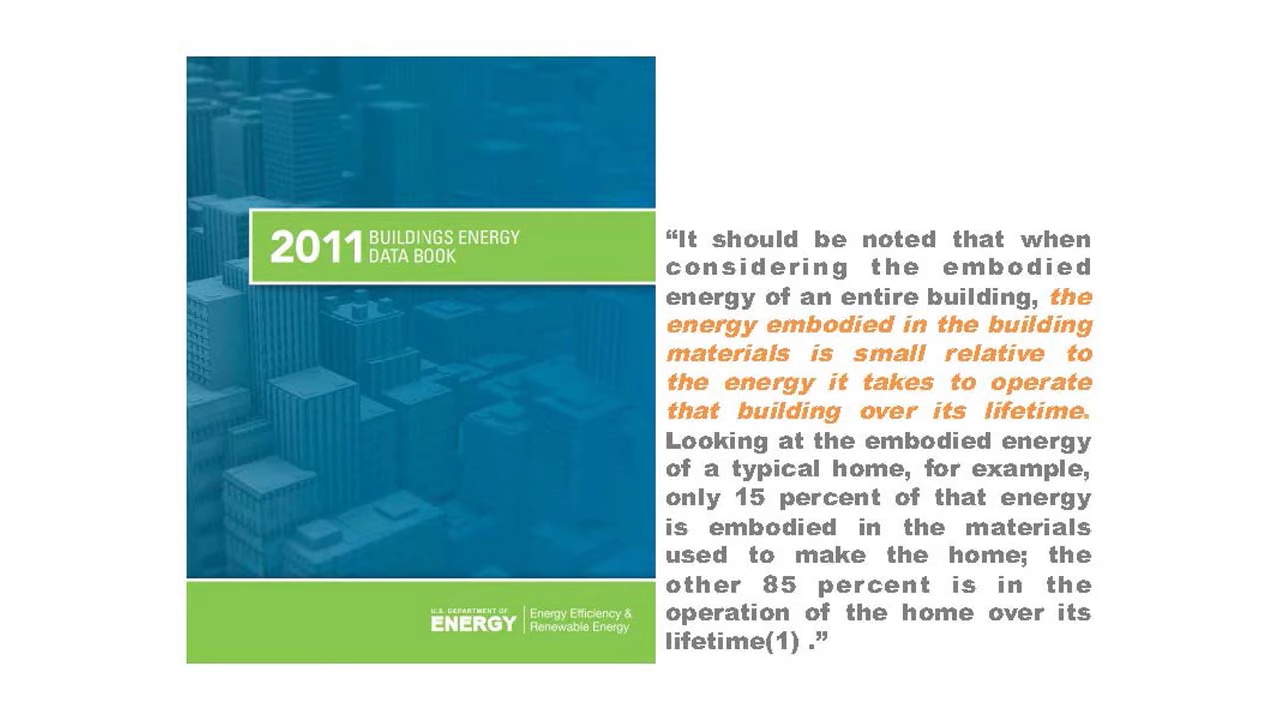 2011 BUILDINGS ENERGY
DATA BOOK
“It should be noted that when
considering the embodied
energy of an entire building, the
energy embodied in the building
materials is small relative to
the energy it takes to operate
that building over its lifetime.
Looking at the embodied energy
of a typical home, for example,
only 15 percent of that energy
is embodied in the materials
used to make the home; the
other 85 percent is in the
operation of the home over its
lifetime(1) .”
U.S. DEPARTMENT OF
ENERGY
Energy Efficiency &
Renewable Energy